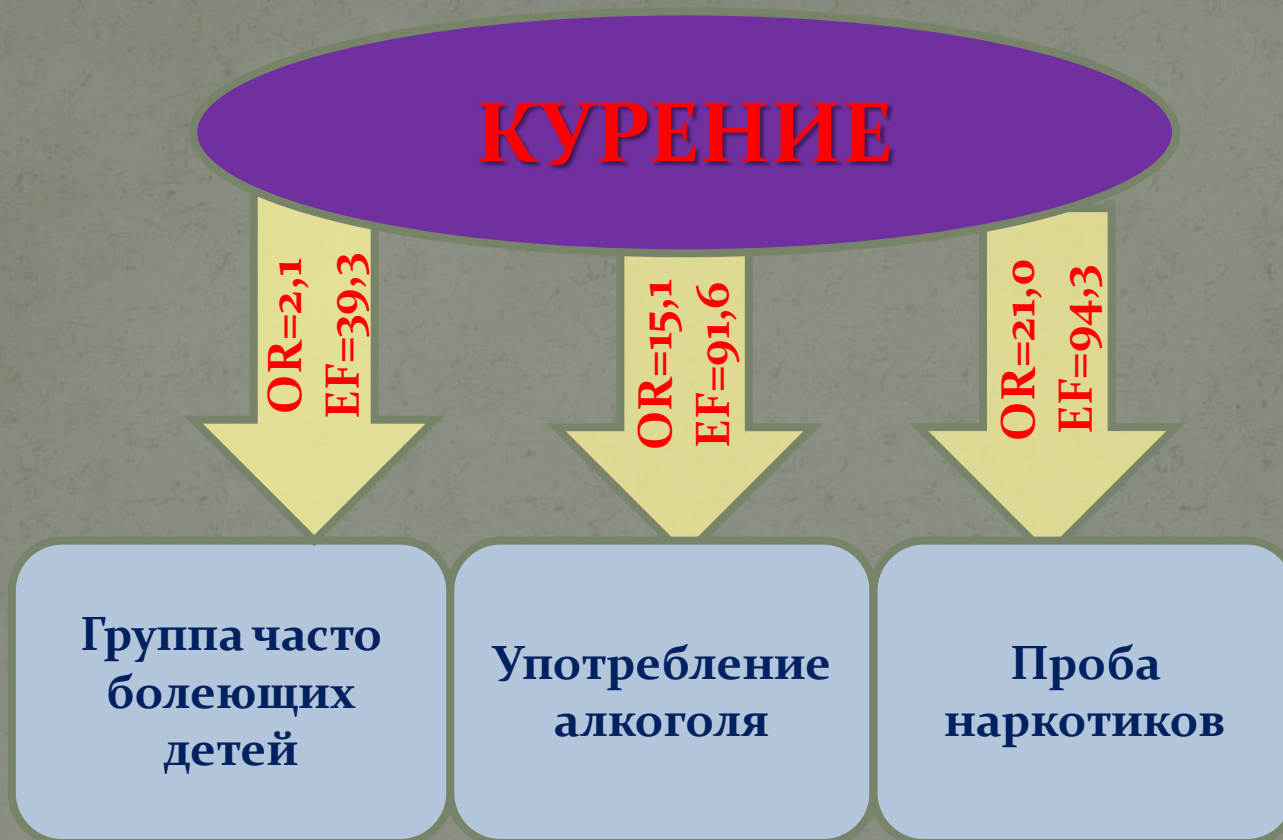 КУРЕНИЕ
OR=2,1
EF=39,3
OR=15,1
EF=91,6
OR=21,0
EF=94,3
Группа часто
болеющих
детей
Употребление
алкоголя
Проба
наркотиков